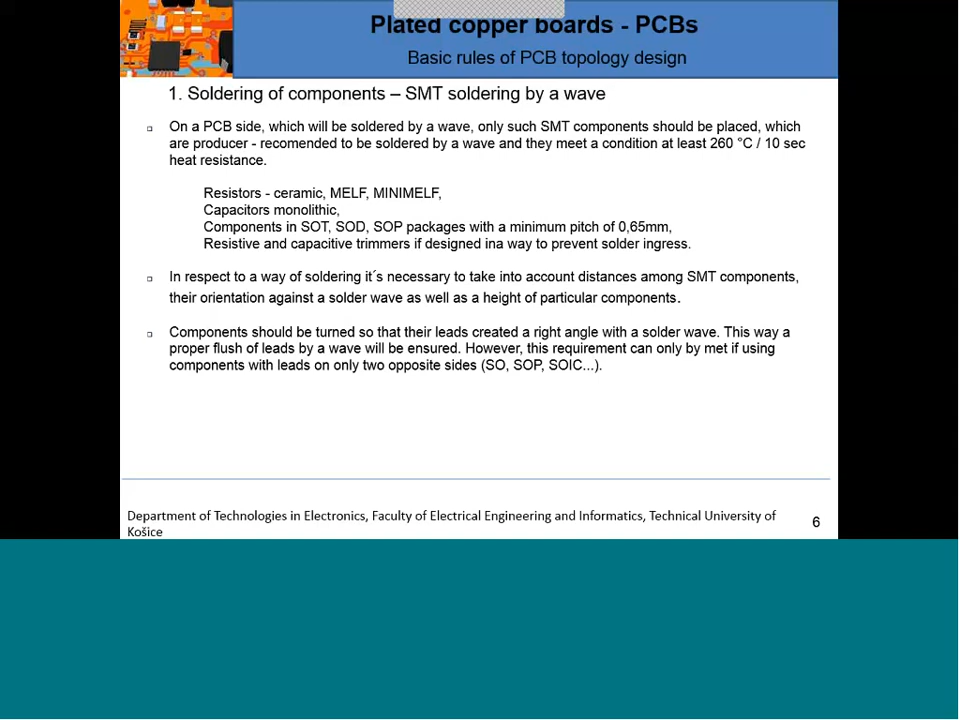 Plated copper boards - PCBs
Basic rules of PCB topology design
1. Soldering of components – SMT soldering by a wave
On a PCB side, which will be soldered by a wave, only such SMT components should be placed, which
are producer - recomended to be soldered by a wave and they meet a condition at least 260 °C / 10 sec
heat resistance.
Resistors - ceramic, MELF, MINIMELF,
Capacitors monolithic,
Components in SOT, SOD, SOP packages with a minimum pitch of 0,65mm,
Resistive and capacitive trimmers if designed ina way to prevent solder ingress.
In respect to a way of soldering it´s necessary to take into account distances among SMT components,
their orientation against a solder wave as well as a height of particular components.
Components should be turned so that their leads created a right angle with a solder wave. This way a
proper flush of leads by a wave will be ensured. However, this requirement can only by met if using
components with leads on only two opposite sides (SO, SOP, SOIC...).
Department of Technologies in Electronics, Faculty of Electrical Engineering and Informatics, Technical University of
Košice
6